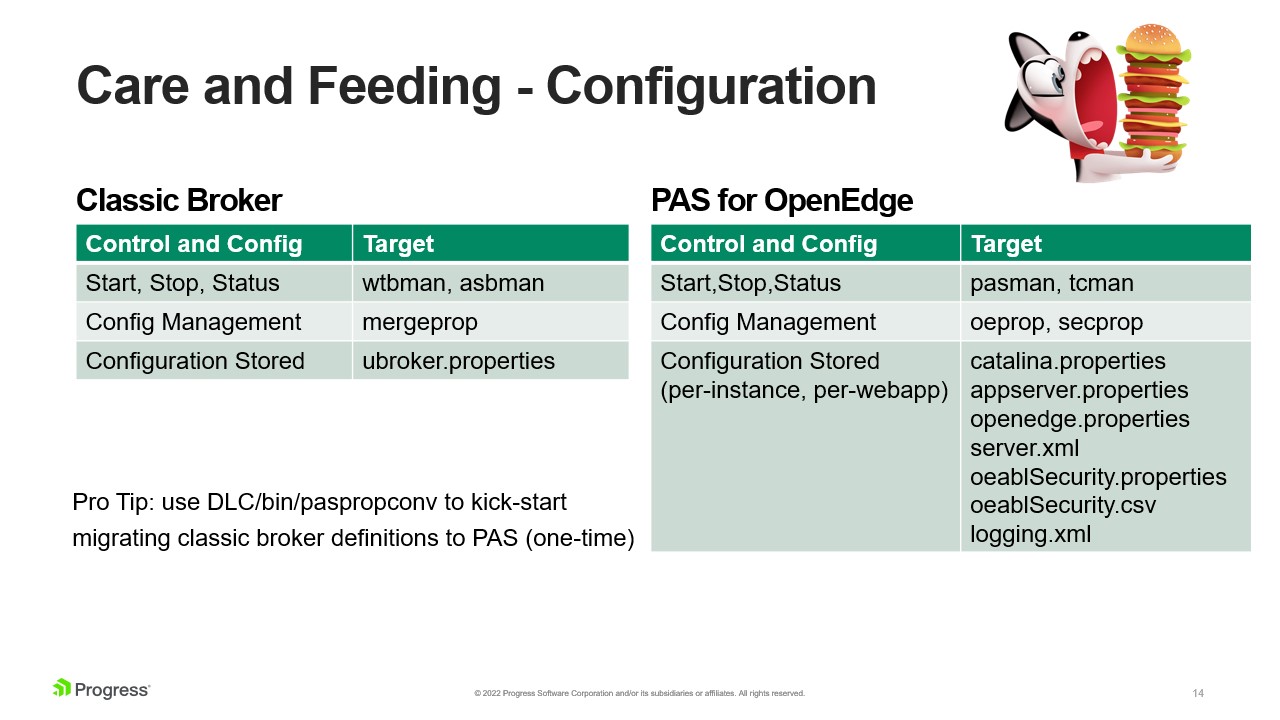 Care and Feeding - Configuration
Classic Broker
Control and Config Target
Start, Stop, Status wtbman, asbman
Config Management mergeprop
Configuration Stored ubroker.properties
Pro Tip: use DLC/bin/paspropconv to kick-start
migrating classic broker definitions to PAS (one-time)
PAS for OpenEdge
Control and Config Target
Start,Stop,Status pasman, tcman
Config Management oeprop, secprop
Configuration Stored catalina.properties
(per-instance, per-webapp) appserver.properties
openedge.properties
server.xml
oeablSecurity.properties
oeablSecurity.csv
logging.xml
Progress
© 2022 Progress Software Corporation and/or its subsidiaries or affiliates. All rights reserved.
14